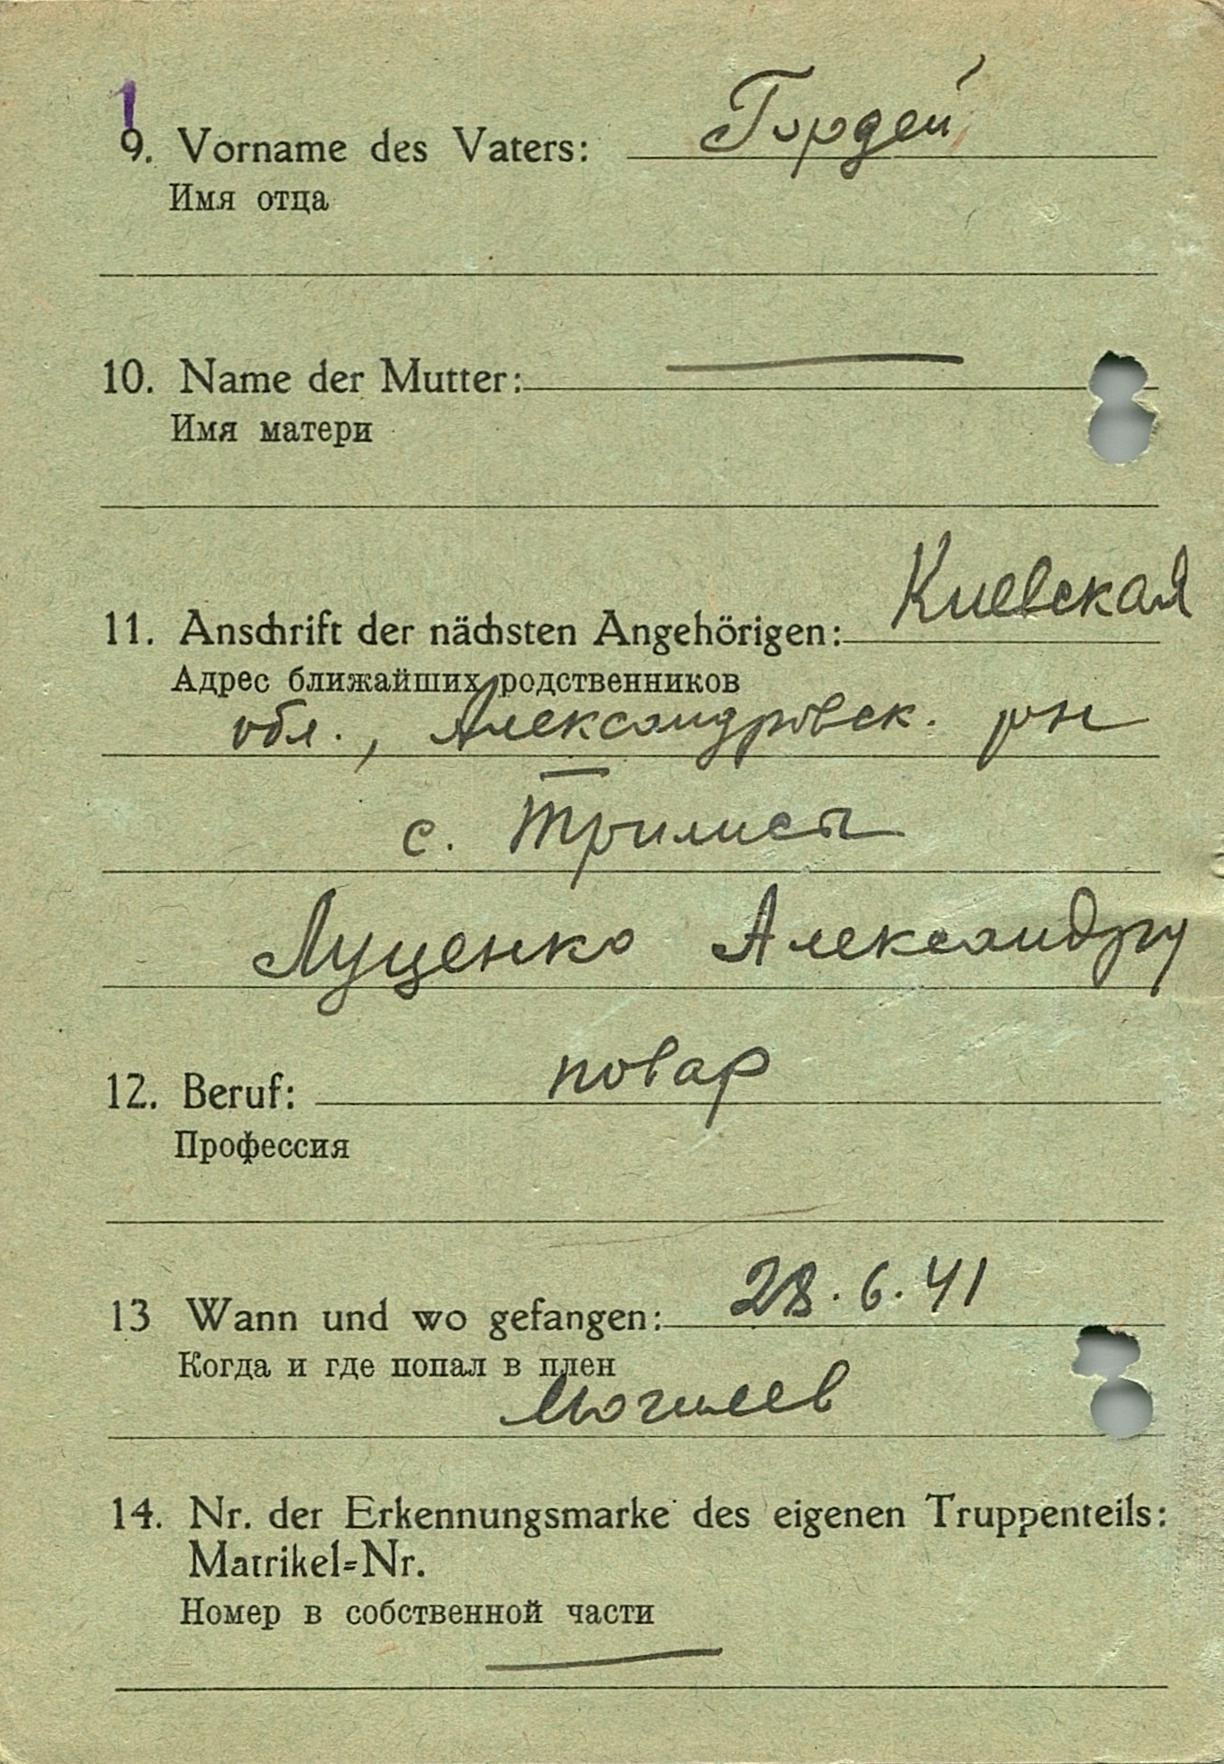 1
9. Vorname des Vaters: Гордей
Имя отца
10. Name der Mutter: —
Имя матери
11. Anschrift der nächsten Angehörigen: Киевская
Адрес ближайших родственников
обл., Александровск. р-н
с. Трилисы
Луценко Александру
12. Beruf: повар
Профессия
13 Wann und wo gefangen: 28.6.41
Когда и где попал в плен
Могилев
14. Nr. der Erkennungsmarke des eigenen Truppenteils:
Matrikel=Nr.
Номер в собственной части
—